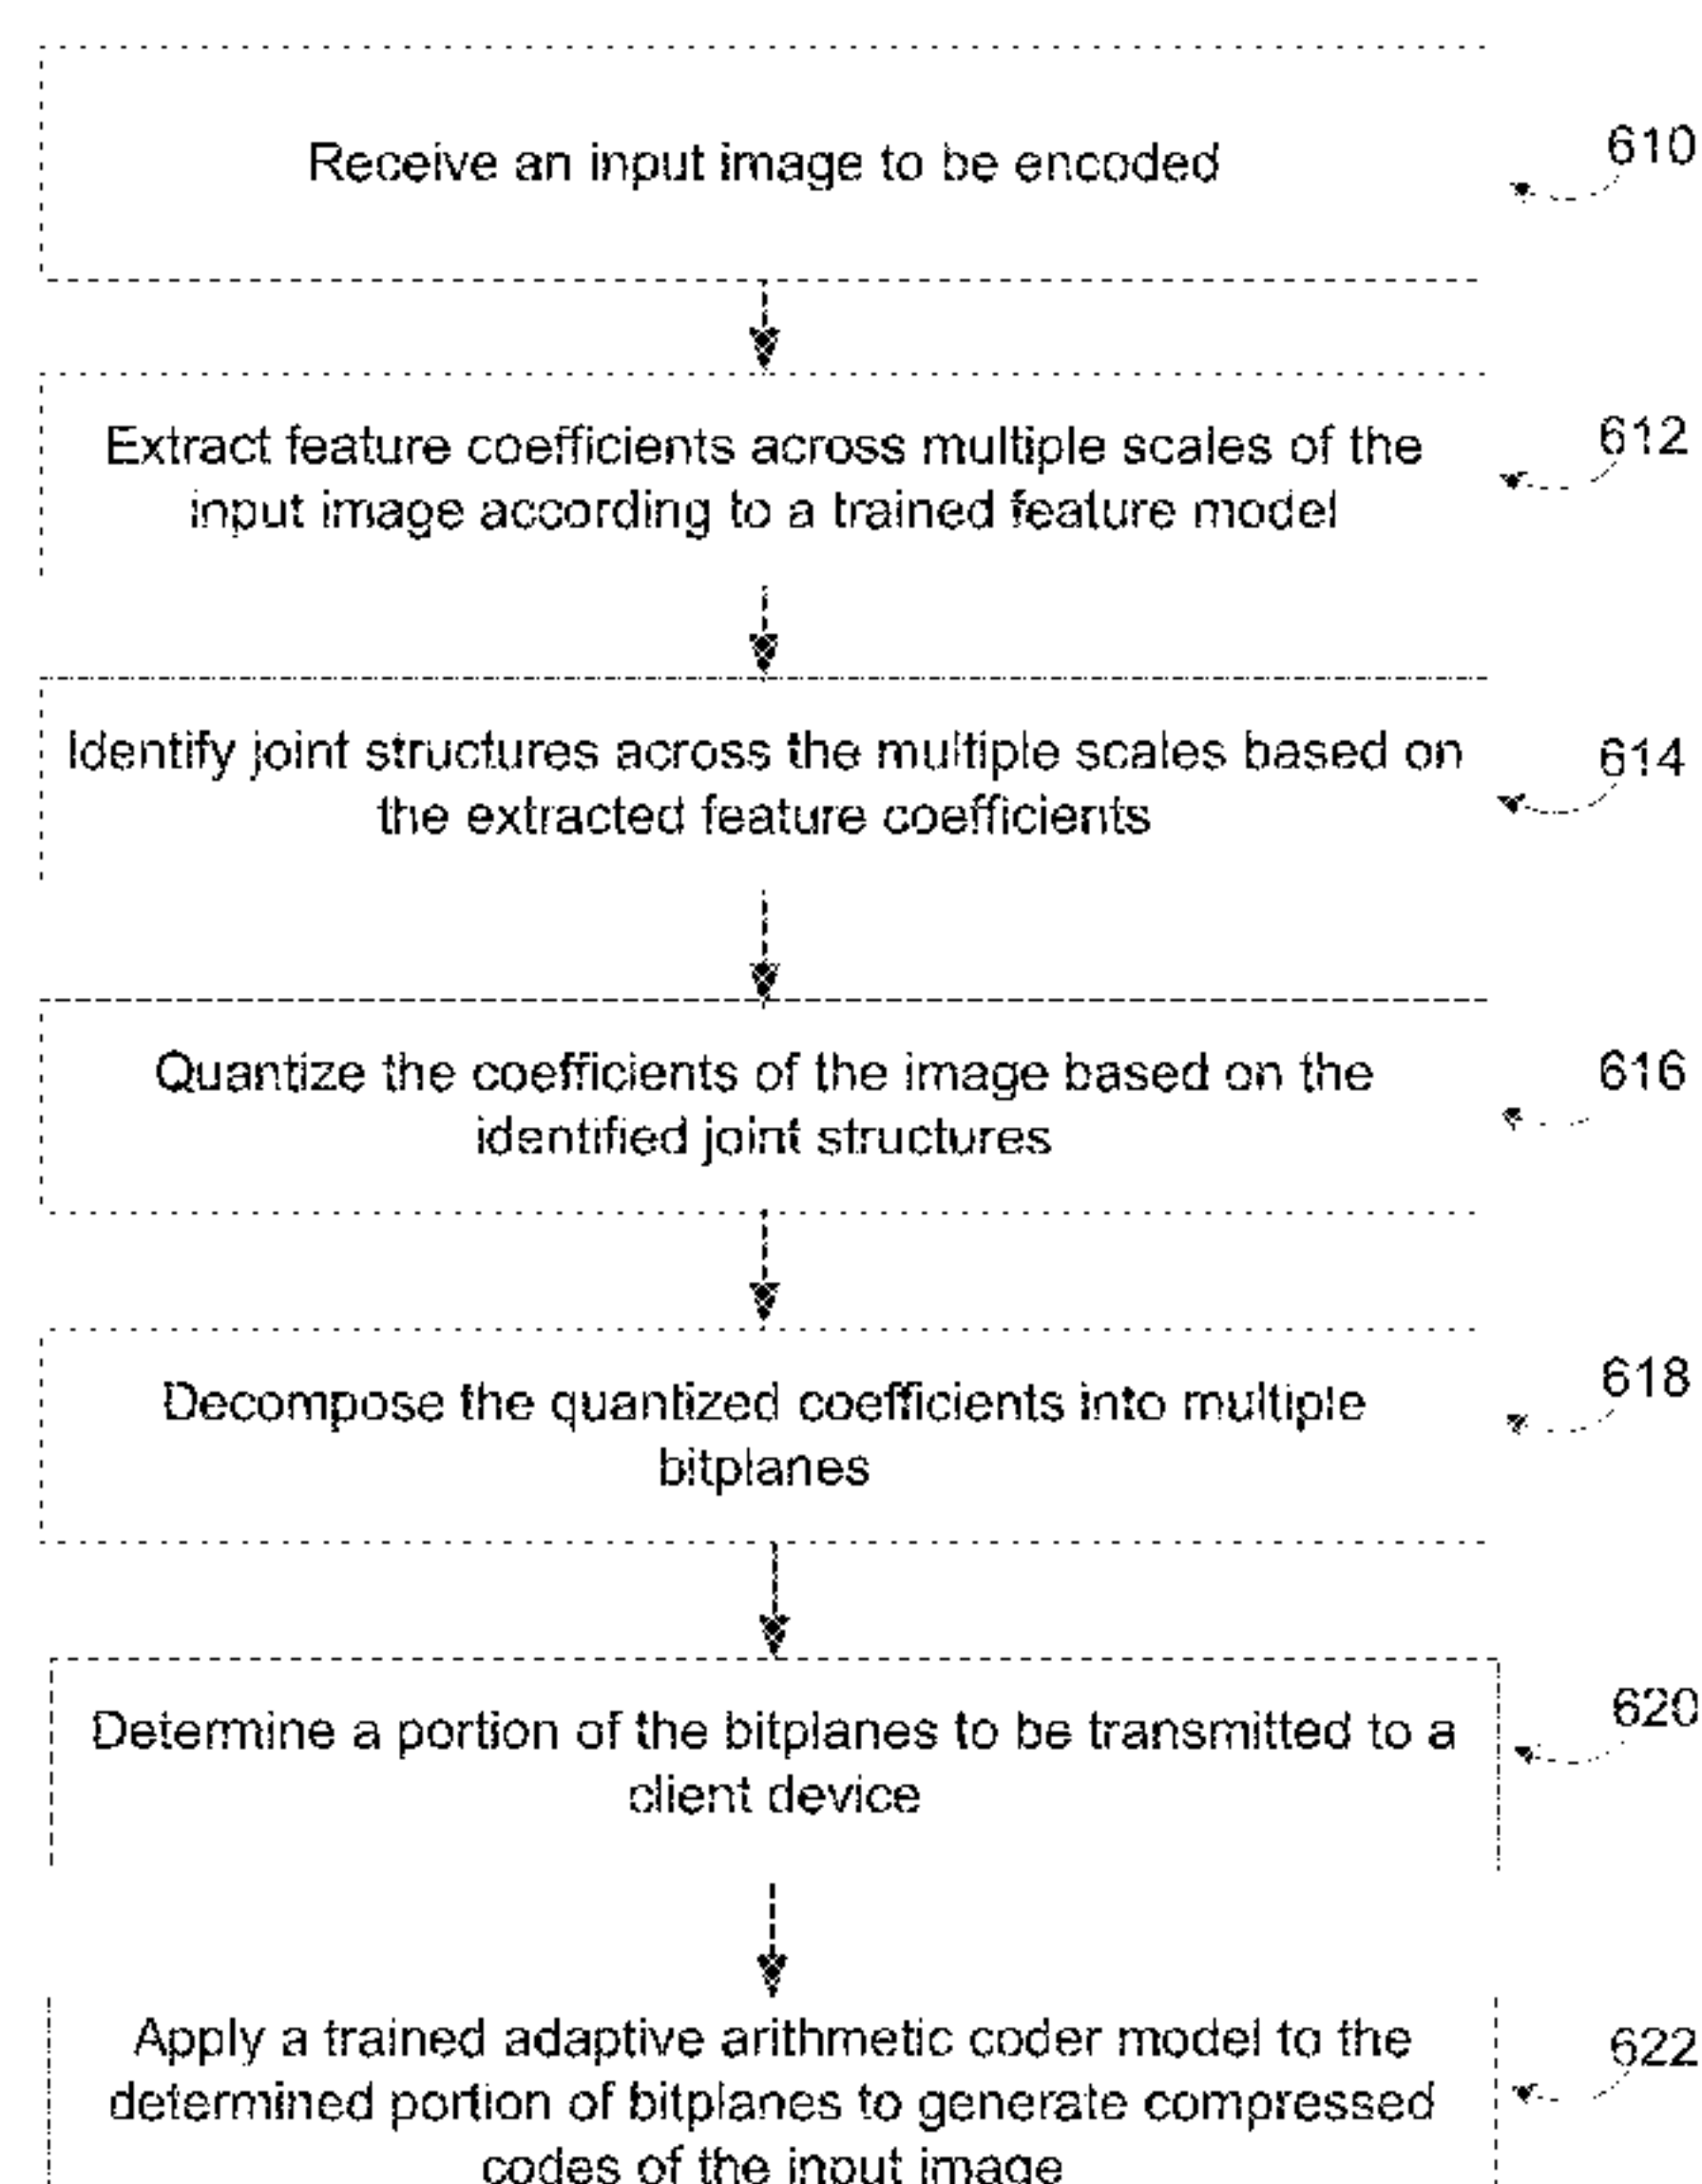 Receive an input image to be encoded
610
Extract feature coefficients across multiple scales of the
input image according to a trained feature model
612
Identify joint structures across the multiple scales based on
the extracted feature coefficients
614
Quantize the coefficients of the image based on the
identified joint structures
616
Decompose the quantized coefficients into multiple
bitplanes
618
Determine a portion of the bitplanes to be transmitted to a
client device
620
Apply a trained adaptive arithmetic coder model to the
determined portion of bitplanes to generate compressed
codes of the input image
622